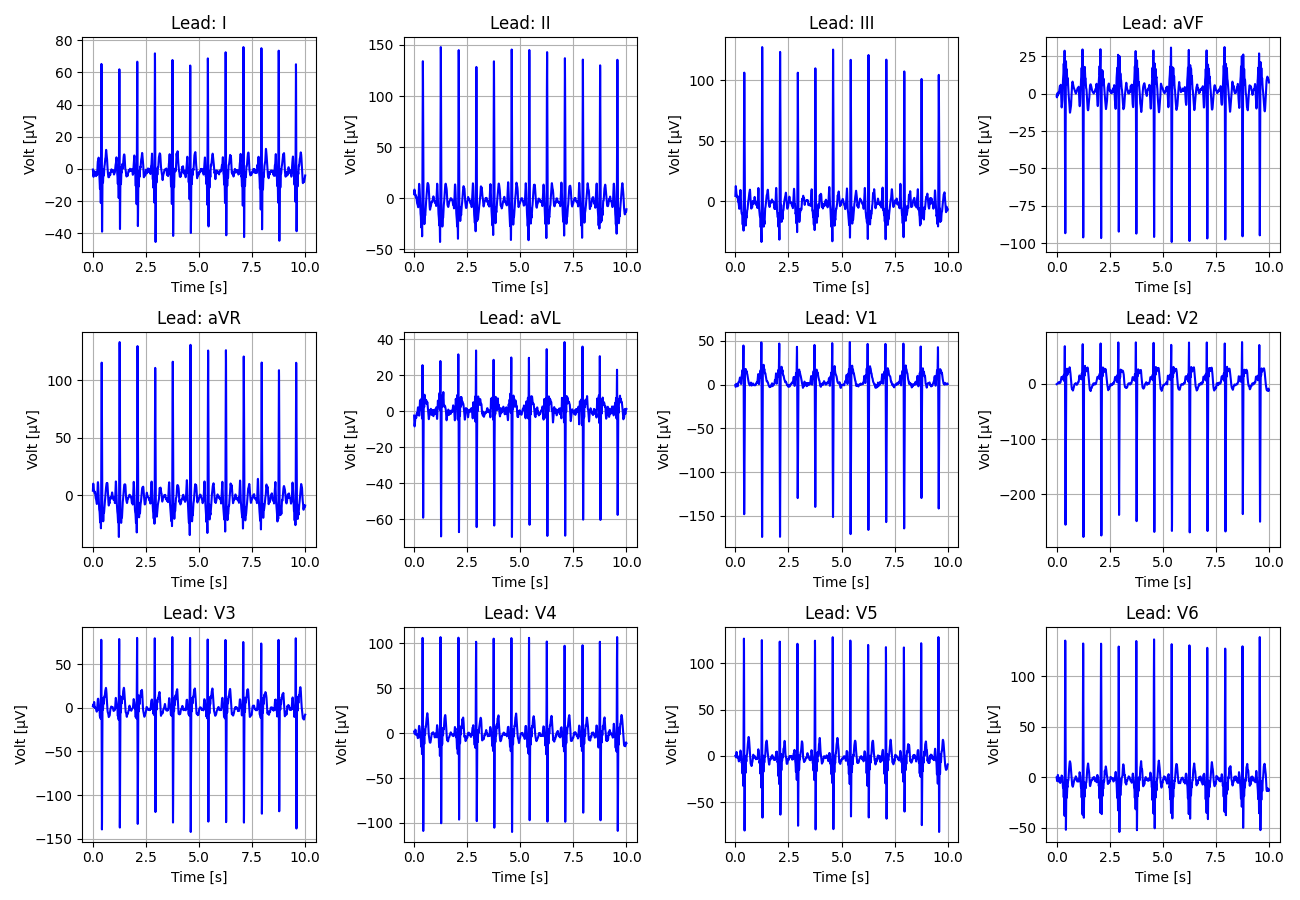 Lead: I
Lead: II
Lead: III
Lead: aVF
80
60
40
20
0
−20
−40
Volt [μV]
0.0 2.5 5.0 7.5 10.0
Time [s]
150
100
50
0
−50
Volt [μV]
0.0 2.5 5.0 7.5 10.0
Time [s]
100
50
0
Volt [μV]
0.0 2.5 5.0 7.5 10.0
Time [s]
25
0
−25
−50
−75
−100
Volt [μV]
0.0 2.5 5.0 7.5 10.0
Time [s]
Lead: aVR
Lead: aVL
Lead: V1
Lead: V2
100
50
0
Volt [μV]
0.0 2.5 5.0 7.5 10.0
Time [s]
40
20
0
−20
−40
−60
Volt [μV]
0.0 2.5 5.0 7.5 10.0
Time [s]
50
0
−50
−100
−150
Volt [μV]
0.0 2.5 5.0 7.5 10.0
Time [s]
0
−100
−200
Volt [μV]
0.0 2.5 5.0 7.5 10.0
Time [s]
Lead: V3
Lead: V4
Lead: V5
Lead: V6
50
0
−50
−100
−150
Volt [μV]
0.0 2.5 5.0 7.5 10.0
Time [s]
100
50
0
−50
−100
Volt [μV]
0.0 2.5 5.0 7.5 10.0
Time [s]
100
50
0
−50
Volt [μV]
0.0 2.5 5.0 7.5 10.0
Time [s]
100
50
0
−50
Volt [μV]
0.0 2.5 5.0 7.5 10.0
Time [s]